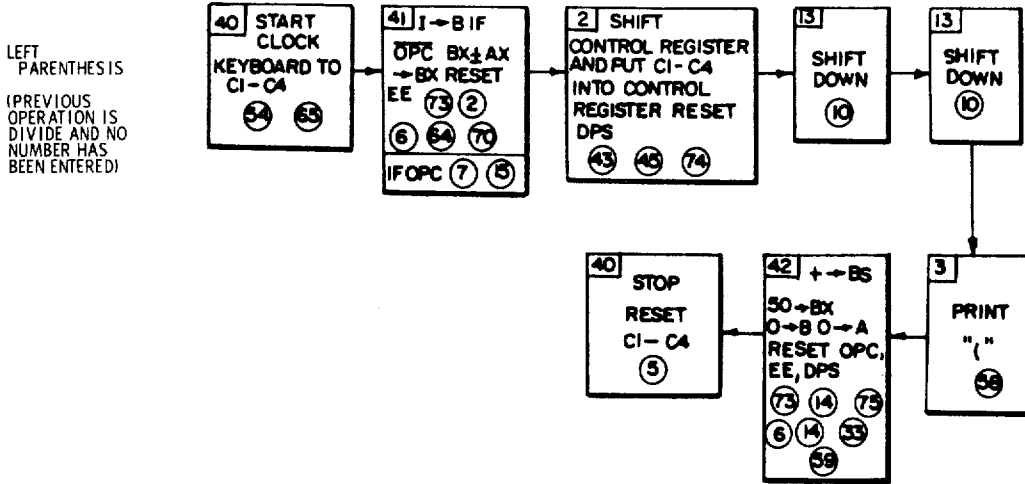 LEFT
PARENTHESIS
(PREVIOUS
OPERATION IS
DIVIDE AND NO
NUMBER HAS
BEEN ENTERED)
40 START
CLOCK
KEYBOARD TO
C1-C4
54 65
41 I→B IF
O̅P̅C̅ BX±AX
→BX RESET
EE 73 2
6 64 70
IF OPC 7 15
2 SHIFT
CONTROL REGISTER
AND PUT C1-C4
INTO CONTROL
REGISTER RESET
DPS
43 45 74
13
SHIFT
DOWN
10
13
SHIFT
DOWN
10
3
PRINT
"("
58
42 +→BS
50→BX
0→B 0→A
RESET OPC,
EE, DPS
73 14 75
6 14 33
59
40
STOP
RESET
C1-C4
5